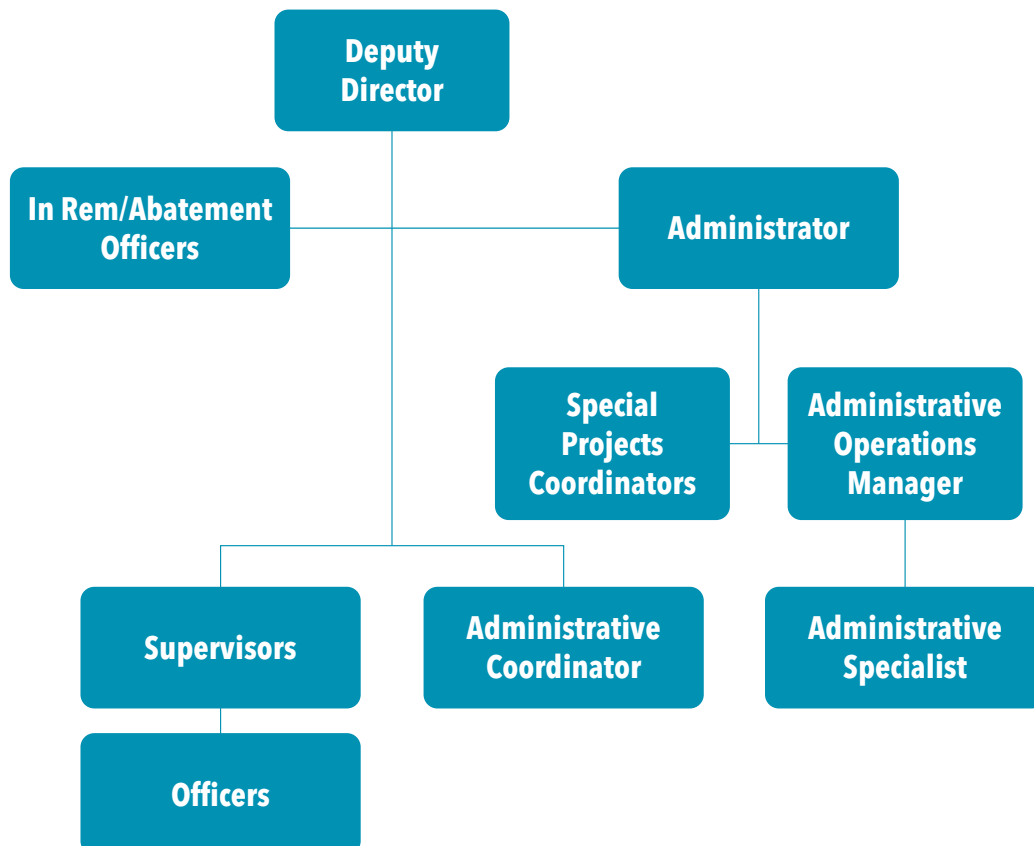 Deputy
Director
In Rem/Abatement
Officers
Administrator
Special
Projects
Coordinators
Administrative
Operations
Manager
Supervisors
Administrative
Coordinator
Administrative
Specialist
Officers